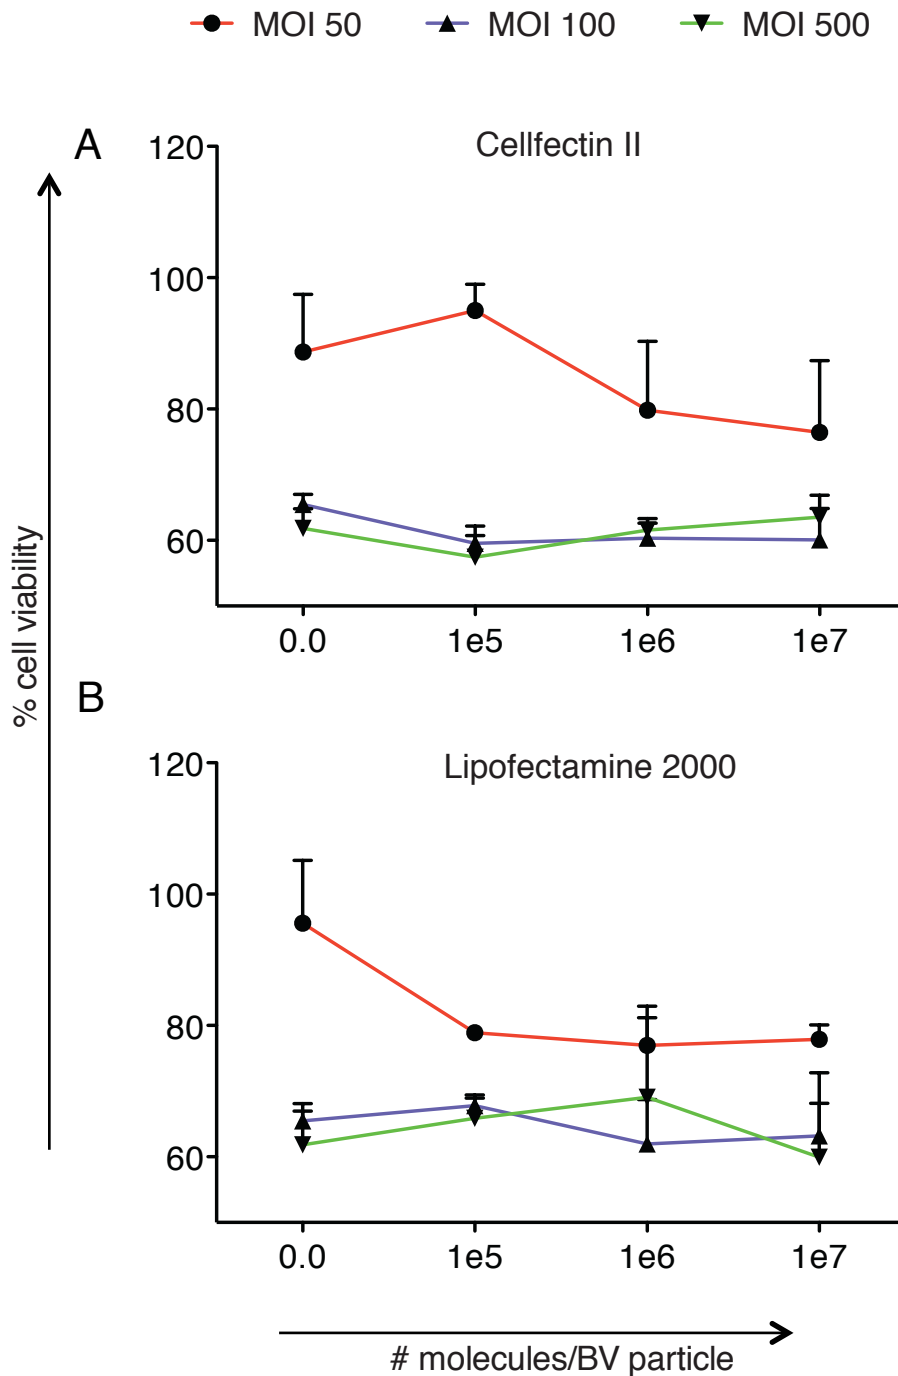 MOI 50 MOI 100 MOI 500
A
Cellfectin II
120
100
80
60
0.0 1e5 1e6 1e7
% cell viability
B
Lipofectamine 2000
120
100
80
60
0.0 1e5 1e6 1e7
# molecules/BV particle